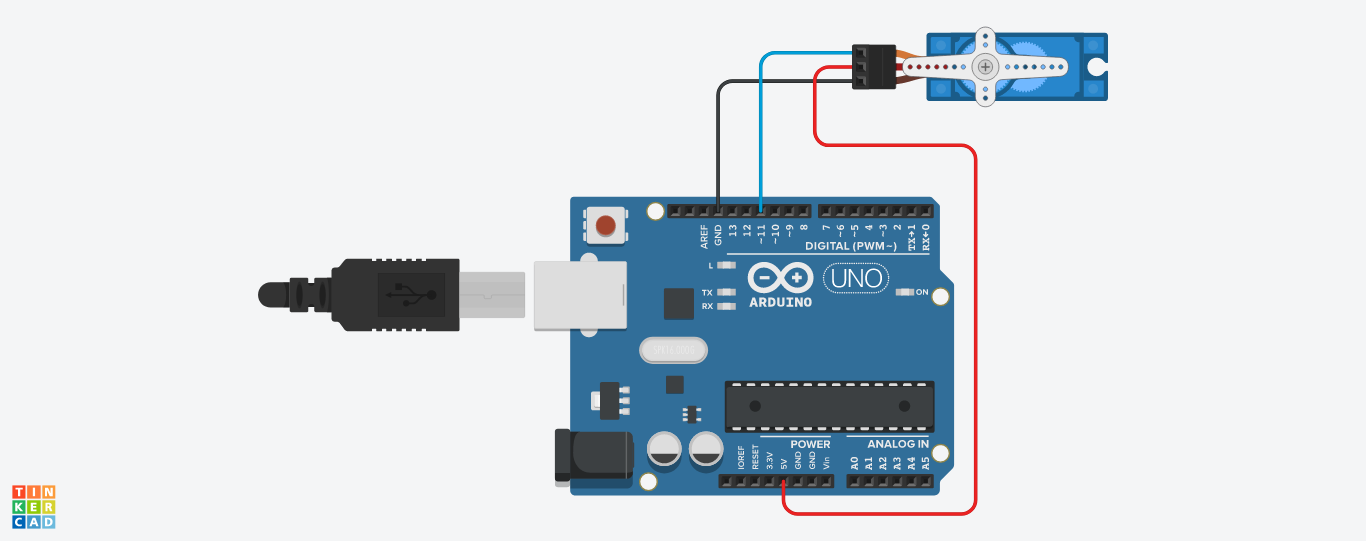 AREF
GND
13
12
~11
~10
~9
8
7
~6
~5
4
~3
2
TX→1
RX←0
DIGITAL (PWM~)
L
TX
RX
ARDUINO
UNO
ON
POWER
ANALOG IN
IOREF
RESET
3.3V
5V
GND
GND
Vin
A0
A1
A2
A3
A4
A5
TIN
KER
CAD